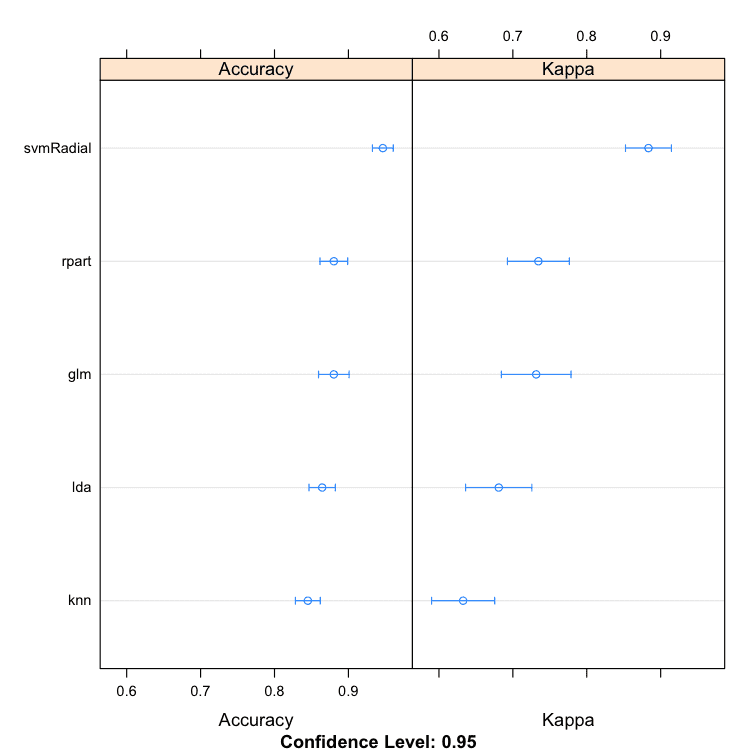 0.6 0.7 0.8 0.9
Accuracy Kappa
svmRadial
rpart
glm
lda
knn
0.6 0.7 0.8 0.9
Accuracy Kappa
Confidence Level: 0.95